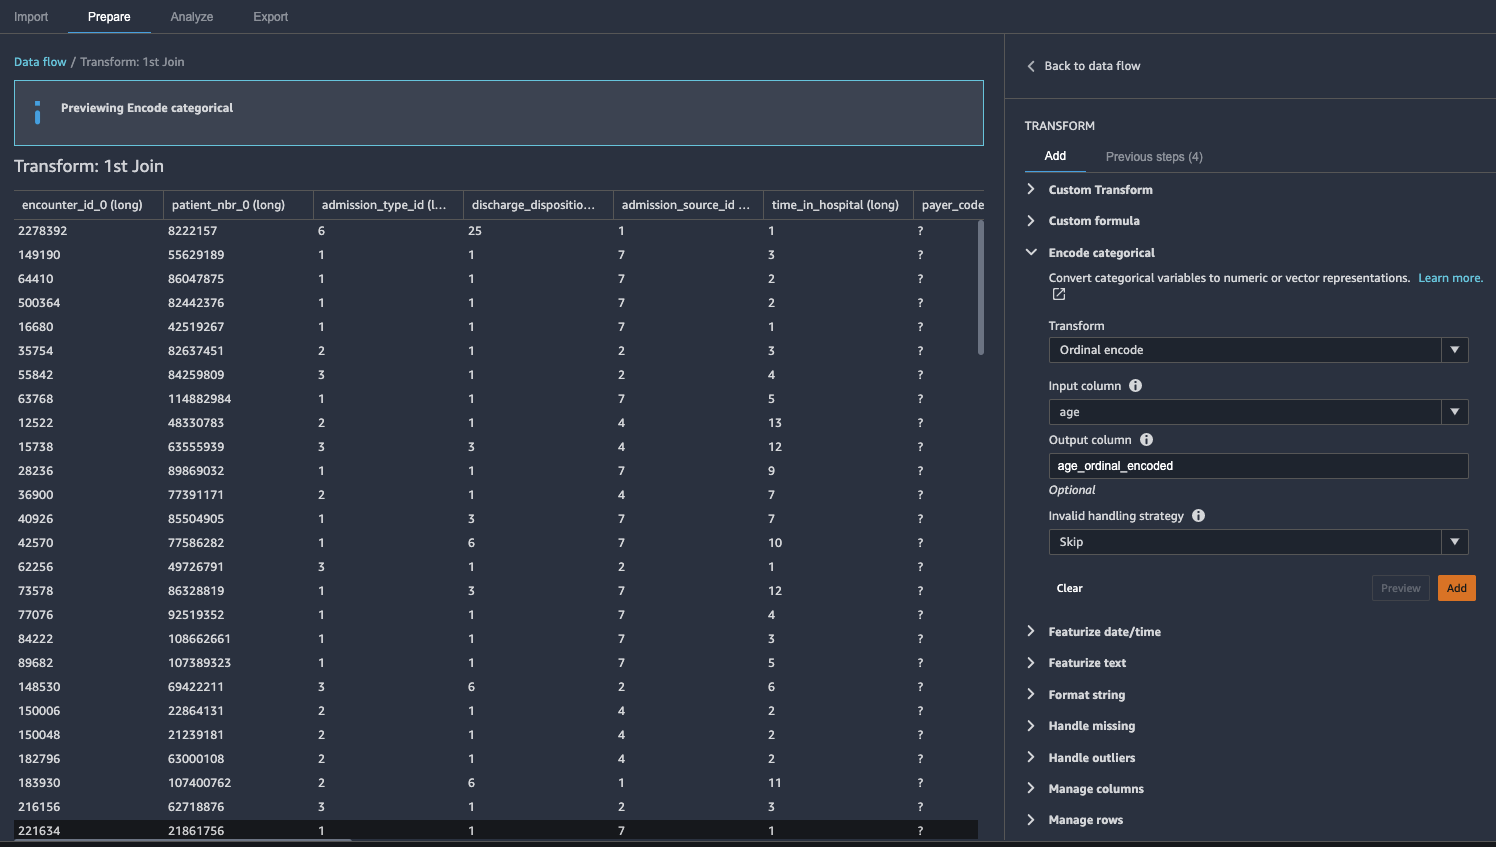 Import Prepare Analyze Export
Data flow / Transform: 1st Join
Previewing Encode categorical
Transform: 1st Join
encounter_id_0 (long) patient_nbr_0 (long) admission_type_id (l... discharge_dispositio... admission_source_id ... time_in_hospital (long) payer_code
2278392 8222157 6 25 1 1 ?
149190 55629189 1 1 7 3 ?
64410 86047875 1 1 7 2 ?
500364 82442376 1 1 7 2 ?
16680 42519267 1 1 7 1 ?
35754 82637451 2 1 2 3 ?
55842 84259809 3 1 2 4 ?
63768 114882984 1 1 7 5 ?
12522 48330783 2 1 4 13 ?
15738 63555939 3 3 4 12 ?
28236 89869032 1 1 7 9 ?
36900 77391171 2 1 4 7 ?
40926 85504905 1 3 7 7 ?
42570 77586282 1 6 7 10 ?
62256 49726791 3 1 2 1 ?
73578 86328819 1 3 7 12 ?
77076 92519352 1 1 7 4 ?
84222 108662661 1 1 7 3 ?
89682 107389323 1 1 7 5 ?
148530 69422211 3 6 2 6 ?
150006 22864131 2 1 4 2 ?
150048 21239181 2 1 4 2 ?
182796 63000108 2 1 4 2 ?
183930 107400762 2 6 1 11 ?
216156 62718876 3 1 2 3 ?
221634 21861756 1 1 7 1 ?
Back to data flow
TRANSFORM
Add Previous steps (4)
Custom Transform
Custom formula
Encode categorical
Convert categorical variables to numeric or vector representations. Learn more.
Transform
Ordinal encode
Input column
age
Output column
age_ordinal_encoded
Optional
Invalid handling strategy
Skip
Clear Preview Add
Featurize date/time
Featurize text
Format string
Handle missing
Handle outliers
Manage columns
Manage rows